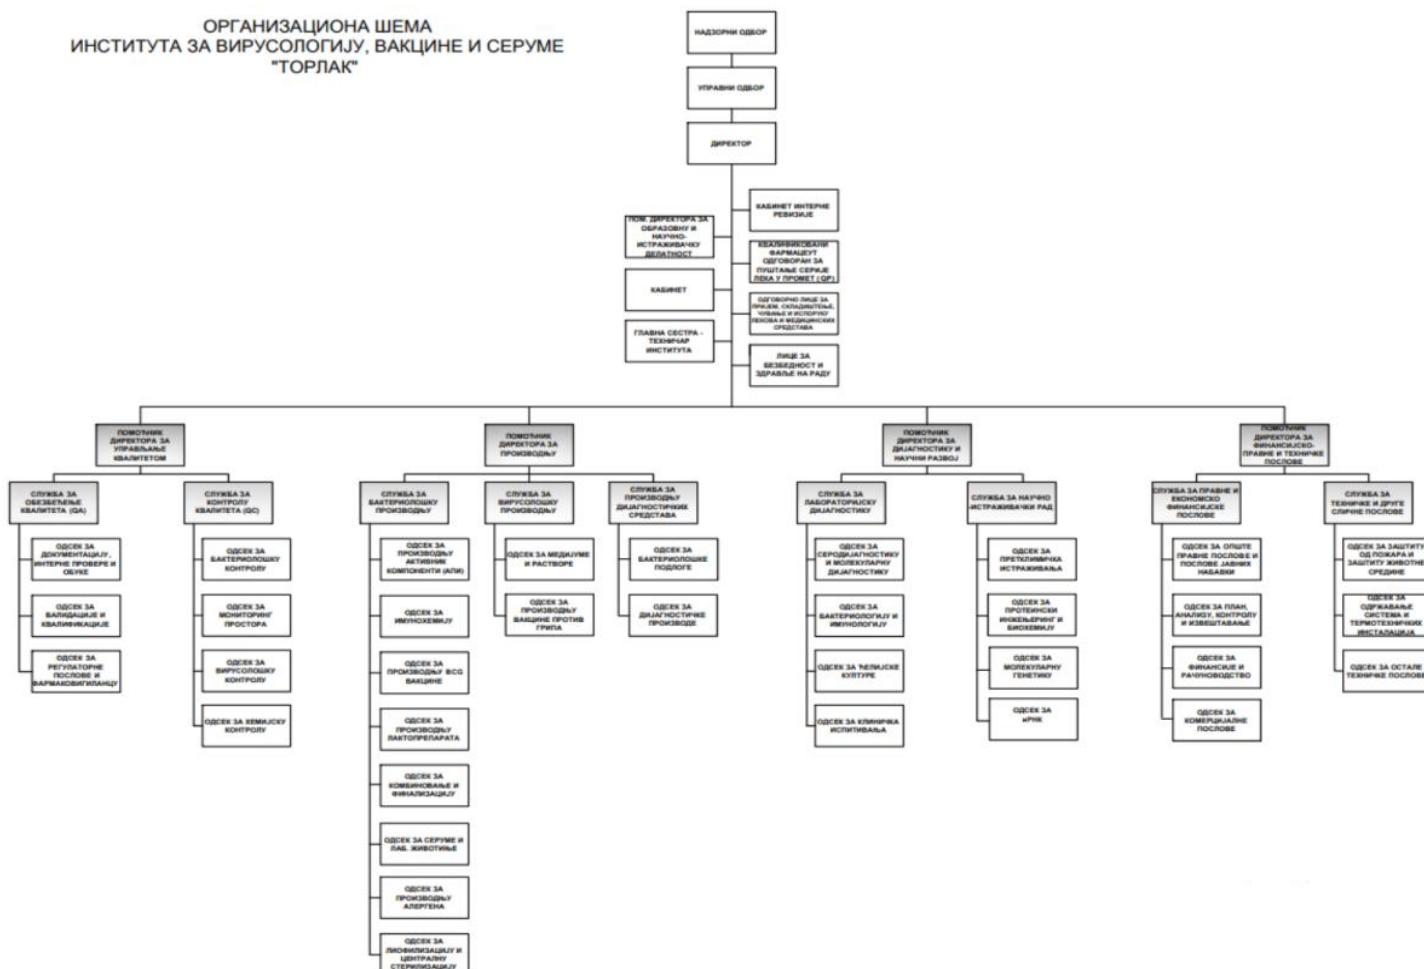 ОРГАНИЗАЦИОНА ШЕМА
ИНСТИТУТА ЗА ВИРУСОЛОГИЈУ, ВАКЦИНЕ И СЕРУМЕ
"ТОРЛАК"
НАДЗОРНИ ОДБОР
УПРАВНИ ОДБОР
ДИРЕКТОР
КАБИНЕТ ИНТЕРНЕ
РЕВИЗИЈЕ
ПОМ. ДИРЕКТОРА ЗА
ОБРАЗОВНУ И
НАУЧНО-
ИСТРАЖИВАЧКУ
ДЕЛАТНОСТ
КВАЛИФИКОВАНИ
ФАРМАЦЕУТ
ОДГОВОРАН ЗА
ПУШТАЊЕ СЕРИЈЕ
ЛЕКА У ПРОМЕТ (QP)
КАБИНЕТ
ОДГОВОРНО ЛИЦЕ ЗА
ПРИЈЕМ, СКЛАДИШТЕЊЕ,
ЧУВАЊЕ И ИСПОРУКУ
ЛЕКОВА И МЕДИЦИНСКИХ
СРЕДСТАВА
ГЛАВНА СЕСТРА -
ТЕХНИЧАР
ИНСТИТУТА
ЛИЦЕ ЗА
БЕЗБЕДНОСТ И
ЗДРАВЉЕ НА РАДУ
ПОМОЋНИК
ДИРЕКТОРА ЗА
УПРАВЉАЊЕ
КВАЛИТЕТОМ
СЛУЖБА ЗА
ОБЕЗБЕЂЕЊЕ
КВАЛИТЕТА (QA)
ОДСЕК ЗА
ДОКУМЕНТАЦИЈУ,
ИНТЕРНЕ ПРОВЕРЕ И
ОБУКЕ
ОДСЕК ЗА
ВАЛИДАЦИЈЕ И
КВАЛИФИКАЦИЈЕ
ОДСЕК ЗА
РЕГУЛАТОРНЕ
ПОСЛОВЕ И
ФАРМАКОВИГИЛАНЦУ
СЛУЖБА ЗА
КОНТРОЛУ
КВАЛИТЕТА (QC)
ОДСЕК ЗА
БАКТЕРИОЛОШКУ
КОНТРОЛУ
ОДСЕК ЗА
МОНИТОРИНГ
ПРОСТОРА
ОДСЕК ЗА
ВИРУСОЛОШКУ
КОНТРОЛУ
ОДСЕК ЗА ХЕМИЈСКУ
КОНТРОЛУ
ПОМОЋНИК
ДИРЕКТОРА ЗА
ПРОИЗВОДЊУ
СЛУЖБА ЗА
БАКТЕРИОЛОШКУ
ПРОИЗВОДЊУ
ОДСЕК ЗА
ПРОИЗВОДЊУ
АКТИВНИК
КОМПОНЕНТИ (АПИ)
ОДСЕК ЗА
ИМУНОХЕМИЈУ
ОДСЕК ЗА
ПРОИЗВОДЊУ BCG
ВАКЦИНЕ
ОДСЕК ЗА
ПРОИЗВОДЊУ
ЛАКТОПРЕПАРАТА
ОДСЕК ЗА
КОМБИНОВАЊЕ И
ФИНАЛИЗАЦИЈУ
ОДСЕК ЗА СЕРУМЕ И
ЛАБ. ЖИВОТИЊЕ
ОДСЕК ЗА
ПРОИЗВОДЊУ
АЛЕРГЕНА
ОДСЕК ЗА
ЛИОФИЛИЗАЦИЈУ И
ЦЕНТРАЛНУ
СТЕРИЛИЗАЦИЈУ
СЛУЖБА ЗА
ВИРУСОЛОШКУ
ПРОИЗВОДЊУ
ОДСЕК ЗА МЕДИЈУМЕ
И РАСТВОРЕ
ОДСЕК ЗА
ПРОИЗВОДЊУ
ВАКЦИНЕ ПРОТИВ
ГРИПА
СЛУЖБА ЗА
ПРОИЗВОДЊУ
ДИЈАГНОСТИЧКИХ
СРЕДСТАВА
ОДСЕК ЗА
БАКТЕРИОЛОШКЕ
ПОДЛОГЕ
ОДСЕК ЗА
ДИЈАГНОСТИЧКЕ
ПРОИЗВОДЕ
ПОМОЋНИК
ДИРЕКТОРА ЗА
ДИЈАГНОСТИКУ И
НАУЧНИ РАЗВОЈ
СЛУЖБА ЗА
ЛАБОРАТОРИЈСКУ
ДИЈАГНОСТИКУ
ОДСЕК ЗА
СЕРОДИЈАГНОСТИКУ
И МОЛЕКУЛАРНУ
ДИЈАГНОСТИКУ
ОДСЕК ЗА
БАКТЕРИОЛОГИЈУ И
ИМУНОЛОГИЈУ
ОДСЕК ЗА ЋЕЛИЈСКЕ
КУЛТУРЕ
ОДСЕК ЗА КЛИНИЧКА
ИСПИТИВАЊА
СЛУЖБА ЗА НАУЧНО
-ИСТРАЖИВАЧКИ РАД
ОДСЕК ЗА
ПРЕТКЛИМИЧКА
ИСТРАЖИВАЊА
ОДСЕК ЗА
ПРОТЕИНСКИ
ИНЖЕЊЕРИНГ И
БИОХЕМИЈУ
ОДСЕК ЗА
МОЛЕКУЛАРНУ
ГЕНЕТИКУ
ОДСЕК ЗА
иРНК
ПОМОЋНИК
ДИРЕКТОРА ЗА
ФИНАНСИЈСКО-
ПРАВНЕ И ТЕХНИЧКЕ
ПОСЛОВЕ
СЛУЖБА ЗА ПРАВНЕ И
ЕКОНОМСКО
ФИНАНСИЈСКЕ
ПОСЛОВЕ
ОДСЕК ЗА ОПШТЕ
ПРАВНЕ ПОСЛОВЕ И
ПОСЛОВЕ ЈАВНИХ
НАБАВКИ
ОДСЕК ЗА ПЛАН,
АНАЛИЗУ, КОНТРОЛУ
И ИЗВЕШТАВАЊЕ
ОДСЕК ЗА
ФИНАНСИЈЕ И
РАЧУНОВОДСТВО
ОДСЕК ЗА
КОМЕРЦИЈАЛНЕ
ПОСЛОВЕ
СЛУЖБА ЗА
ТЕХНИЧКЕ И ДРУГЕ
СЛИЧНЕ ПОСЛОВЕ
ОДСЕК ЗА ЗАШТИТУ
ОД ПОЖАРА И
ЗАШТИТУ ЖИВОТНЕ
СРЕДИНЕ
ОДСЕК ЗА
ОДРЖАВАЊЕ
СИСТЕМА И
ТЕРМОТЕХНИЧКИХ
ИНСТАЛАЦИЈА
ОДСЕК ЗА ОСТАЛЕ
ТЕХНИЧКЕ ПОСЛОВЕ